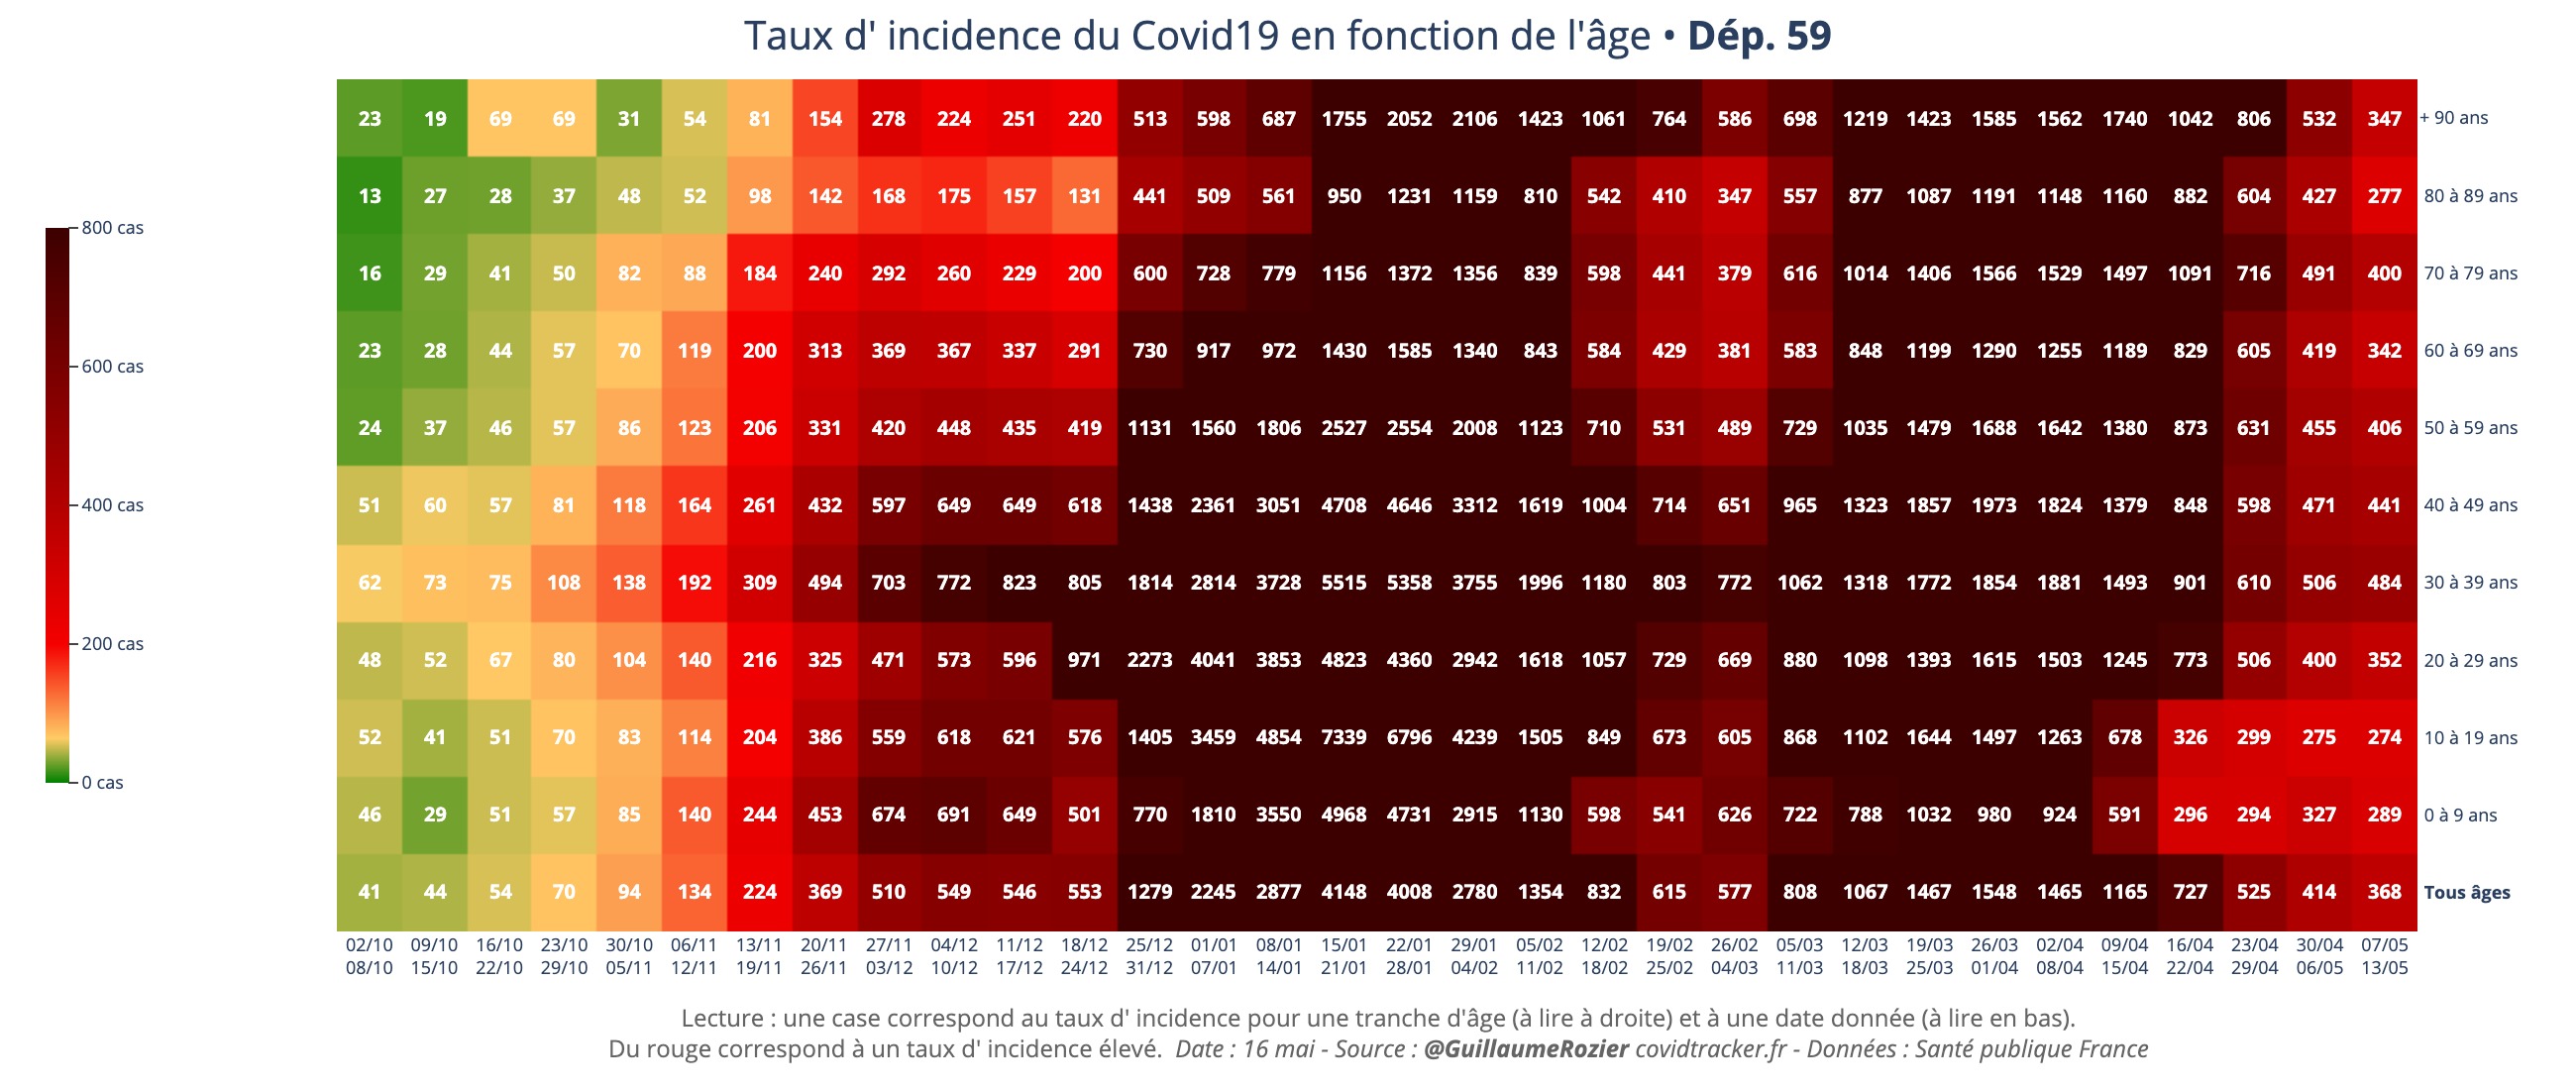 Taux d' incidence du Covid19 en fonction de l'âge • Dép. 59
800 cas
600 cas
400 cas
200 cas
0 cas
23 19 69 69 31 54 81 154 278 224 251 220 513 598 687 1755 2052 2106 1423 1061 764 586 698 1219 1423 1585 1562 1740 1042 806 532 347 + 90 ans
13 27 28 37 48 52 98 142 168 175 157 131 441 509 561 950 1231 1159 810 542 410 347 557 877 1087 1191 1148 1160 882 604 427 277 80 à 89 ans
16 29 41 50 82 88 184 240 292 260 229 200 600 728 779 1156 1372 1356 839 598 441 379 616 1014 1406 1566 1529 1497 1091 716 491 400 70 à 79 ans
23 28 44 57 70 119 200 313 369 367 337 291 730 917 972 1430 1585 1340 843 584 429 381 583 848 1199 1290 1255 1189 829 605 419 342 60 à 69 ans
24 37 46 57 86 123 206 331 420 448 435 419 1131 1560 1806 2527 2554 2008 1123 710 531 489 729 1035 1479 1688 1642 1380 873 631 455 406 50 à 59 ans
51 60 57 81 118 164 261 432 597 649 649 618 1438 2361 3051 4708 4646 3312 1619 1004 714 651 965 1323 1857 1973 1824 1379 848 598 471 441 40 à 49 ans
62 73 75 108 138 192 309 494 703 772 823 805 1814 2814 3728 5515 5358 3755 1996 1180 803 772 1062 1318 1772 1854 1881 1493 901 610 506 484 30 à 39 ans
48 52 67 80 104 140 216 325 471 573 596 971 2273 4041 3853 4823 4360 2942 1618 1057 729 669 880 1098 1393 1615 1503 1245 773 506 400 352 20 à 29 ans
52 41 51 70 83 114 204 386 559 618 621 576 1405 3459 4854 7339 6796 4239 1505 849 673 605 868 1102 1644 1497 1263 678 326 299 275 274 10 à 19 ans
46 29 51 57 85 140 244 453 674 691 649 501 770 1810 3550 4968 4731 2915 1130 598 541 626 722 788 1032 980 924 591 296 294 327 289 0 à 9 ans
41 44 54 70 94 134 224 369 510 549 546 553 1279 2245 2877 4148 4008 2780 1354 832 615 577 808 1067 1467 1548 1465 1165 727 525 414 368 Tous âges
02/10 09/10 16/10 23/10 30/10 06/11 13/11 20/11 27/11 04/12 11/12 18/12 25/12 01/01 08/01 15/01 22/01 29/01 05/02 12/02 19/02 26/02 05/03 12/03 19/03 26/03 02/04 09/04 16/04 23/04 30/04 07/05
08/10 15/10 22/10 29/10 05/11 12/11 19/11 26/11 03/12 10/12 17/12 24/12 31/12 07/01 14/01 21/01 28/01 04/02 11/02 18/02 25/02 04/03 11/03 18/03 25/03 01/04 08/04 15/04 22/04 29/04 06/05 13/05
Lecture : une case correspond au taux d' incidence pour une tranche d'âge (à lire à droite) et à une date donnée (à lire en bas).
Du rouge correspond à un taux d' incidence élevé. Date : 16 mai - Source : @GuillaumeRozier covidtracker.fr - Données : Santé publique France